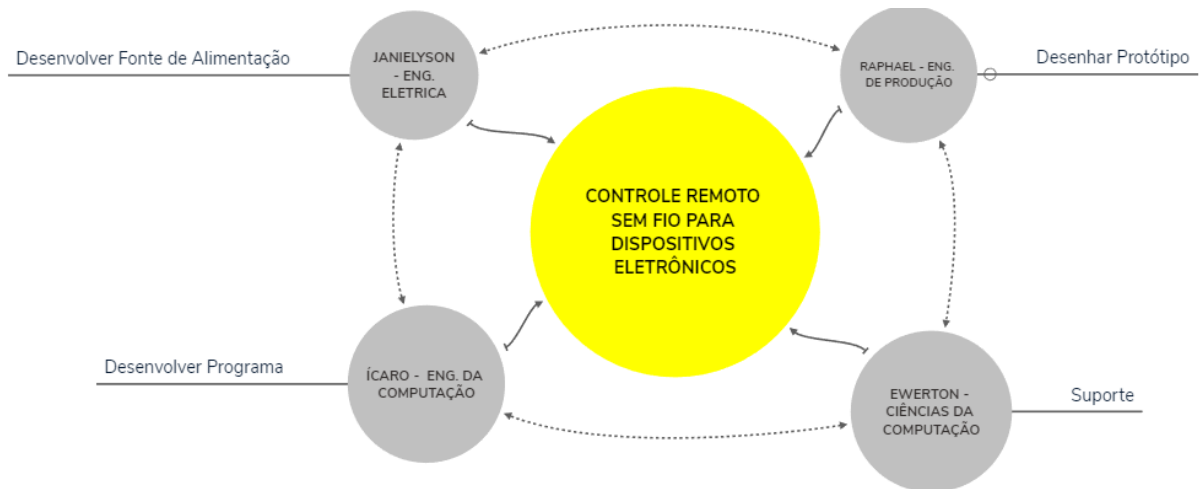 Desenvolver Fonte de Alimentação
JANIELYSON
- ENG.
ELETRICA
RAPHAEL - ENG.
DE PRODUÇÃO
Desenhar Protótipo
CONTROLE REMOTO
SEM FIO PARA
DISPOSITIVOS
ELETRÔNICOS
Desenvolver Programa
ÍCARO - ENG. DA
COMPUTAÇÃO
EWERTON -
CIÊNCIAS DA
COMPUTAÇÃO
Suporte